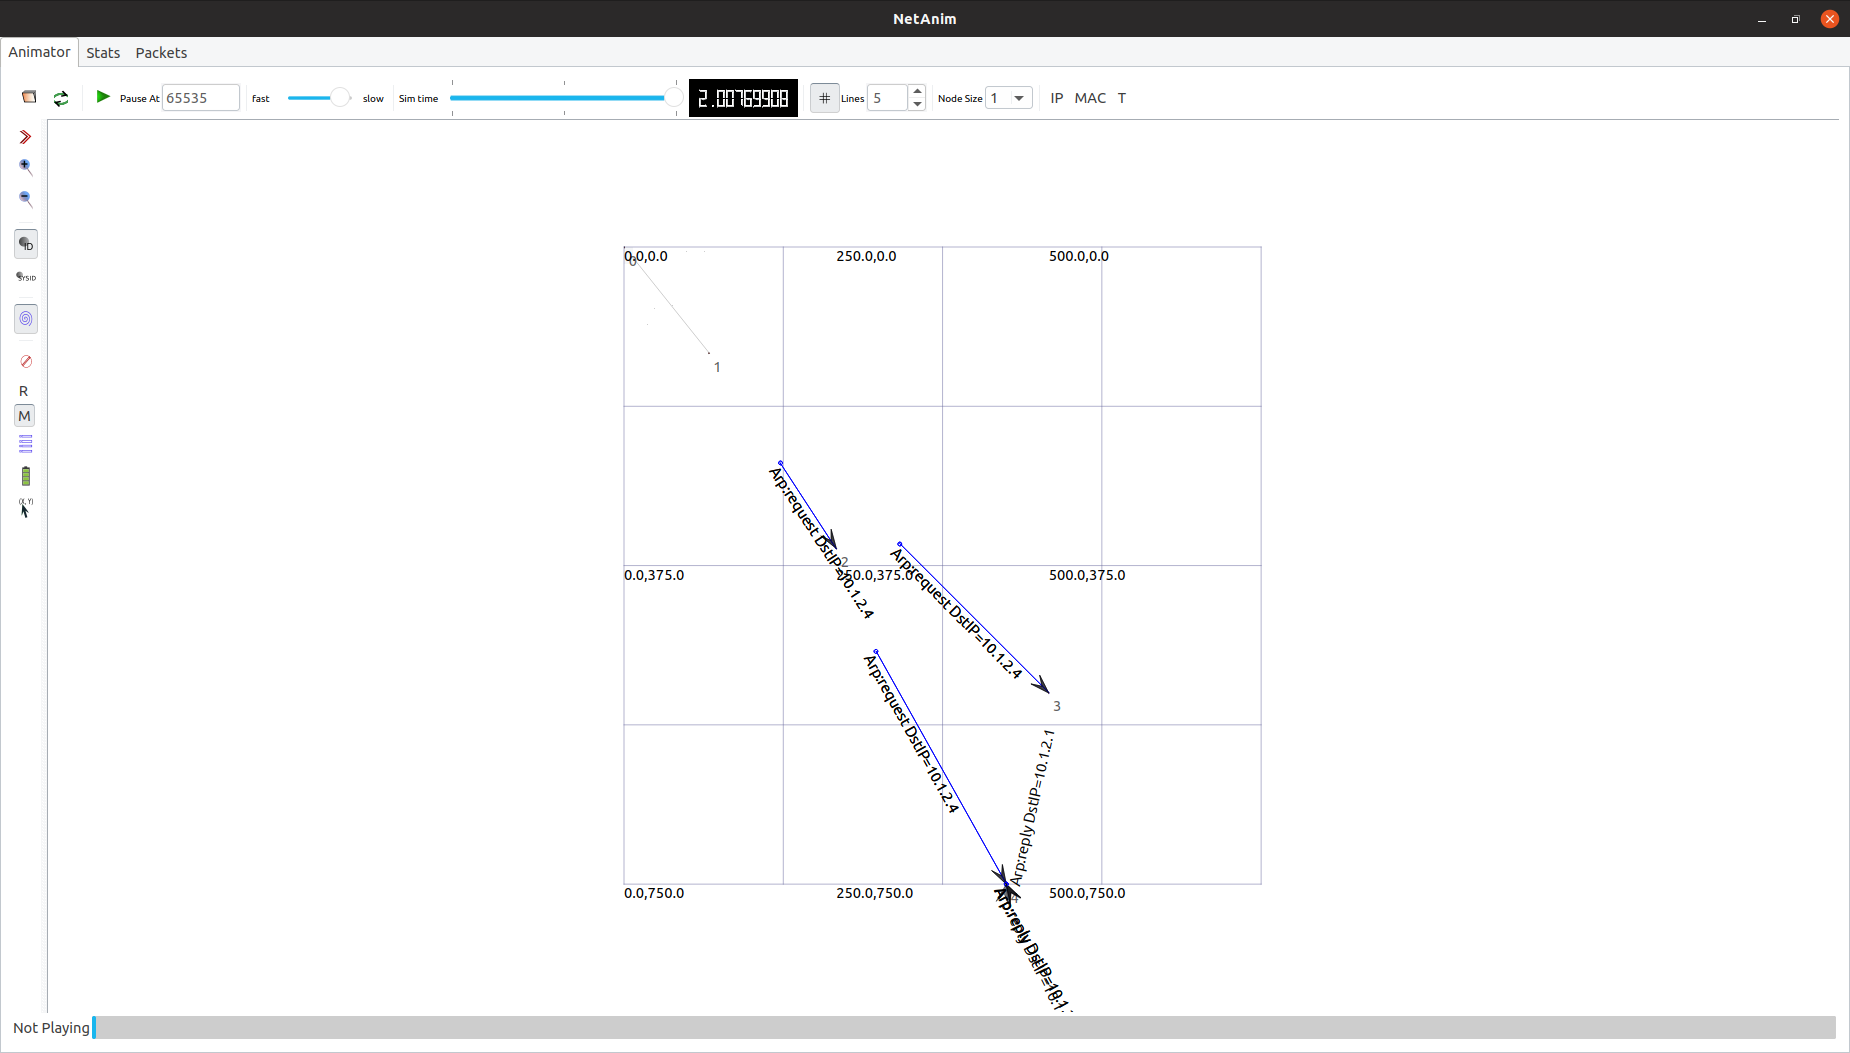 NetAnim
Animator Stats Packets
Pause At 65535 fast slow Sim time 2.00769908 Lines 5 Node Size 1 IP MAC T
ID
SYSID
R
M
(X, Y)
0.0,0.0 250.0,0.0 500.0,0.0
0
1
Arp:request DstIP=10.1.2.4
2
Arp:request DstIP=10.1.2.4
0.0,375.0 250.0,375.0 500.0,375.0
3
Arp:request DstIP=10.1.2.4
Arp:reply DstIP=10.1.2.1
0.0,750.0 250.0,750.0 500.0,750.0
4
Arp:reply
Not Playing